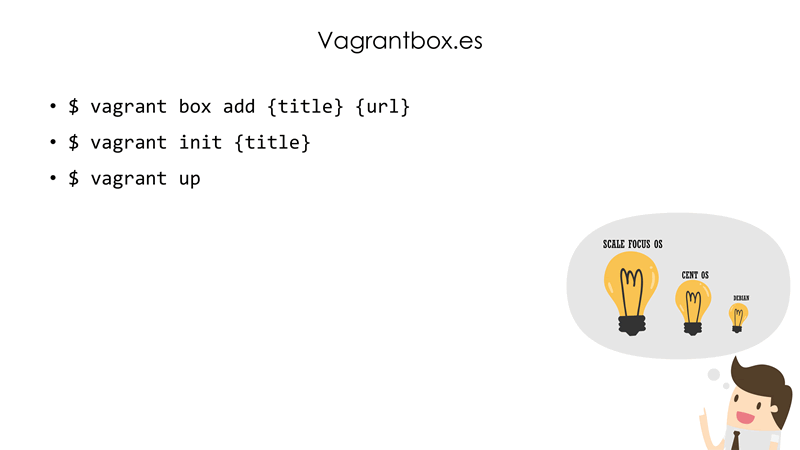 Vagrantbox.es
• $ vagrant box add {title} {url}
• $ vagrant init {title}
• $ vagrant up
SCALE FOCUS OS
CENT OS
DEBIAN